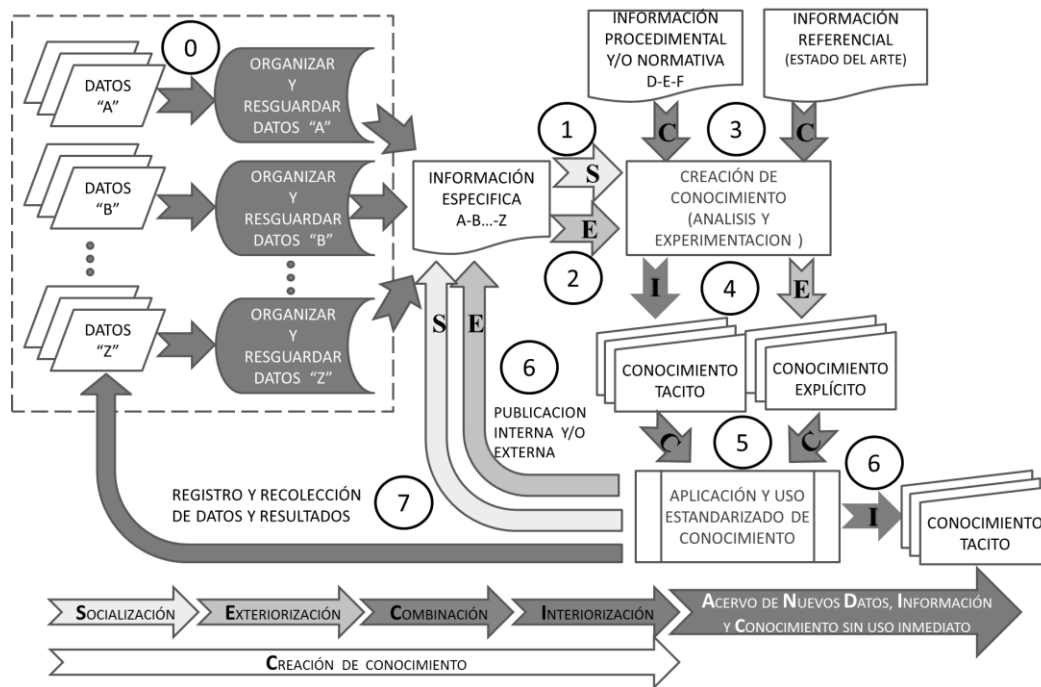 0
DATOS
"A"
ORGANIZAR
Y
RESGUARDAR
DATOS "A"
DATOS
"B"
ORGANIZAR
Y
RESGUARDAR
DATOS "B"
DATOS
"Z"
ORGANIZAR
Y
RESGUARDAR
DATOS "Z"
INFORMACIÓN
ESPECIFICA
A-B...-Z
1
S
E
2
INFORMACIÓN
PROCEDIMENTAL
Y/O NORMATIVA
D-E-F
INFORMACIÓN
REFERENCIAL
(ESTADO DEL ARTE)
C
3
C
CREACIÓN DE
CONOCIMIENTO
(ANALISIS Y
EXPERIMENTACION )
I
4
E
CONOCIMIENTO
TACITO
CONOCIMIENTO
EXPLÍCITO
C
5
C
APLICACIÓN Y USO
ESTANDARIZADO DE
CONOCIMIENTO
6
I
CONOCIMIENTO
TACITO
S
E
6
PUBLICACION
INTERNA Y/O
EXTERNA
REGISTRO Y RECOLECCIÓN
DE DATOS Y RESULTADOS
7
SOCIALIZACIÓN
EXTERIORIZACIÓN
COMBINACIÓN
INTERIORIZACIÓN
ACERVO DE NUEVOS DATOS, INFORMACIÓN
Y CONOCIMIENTO SIN USO INMEDIATO
CREACIÓN DE CONOCIMIENTO